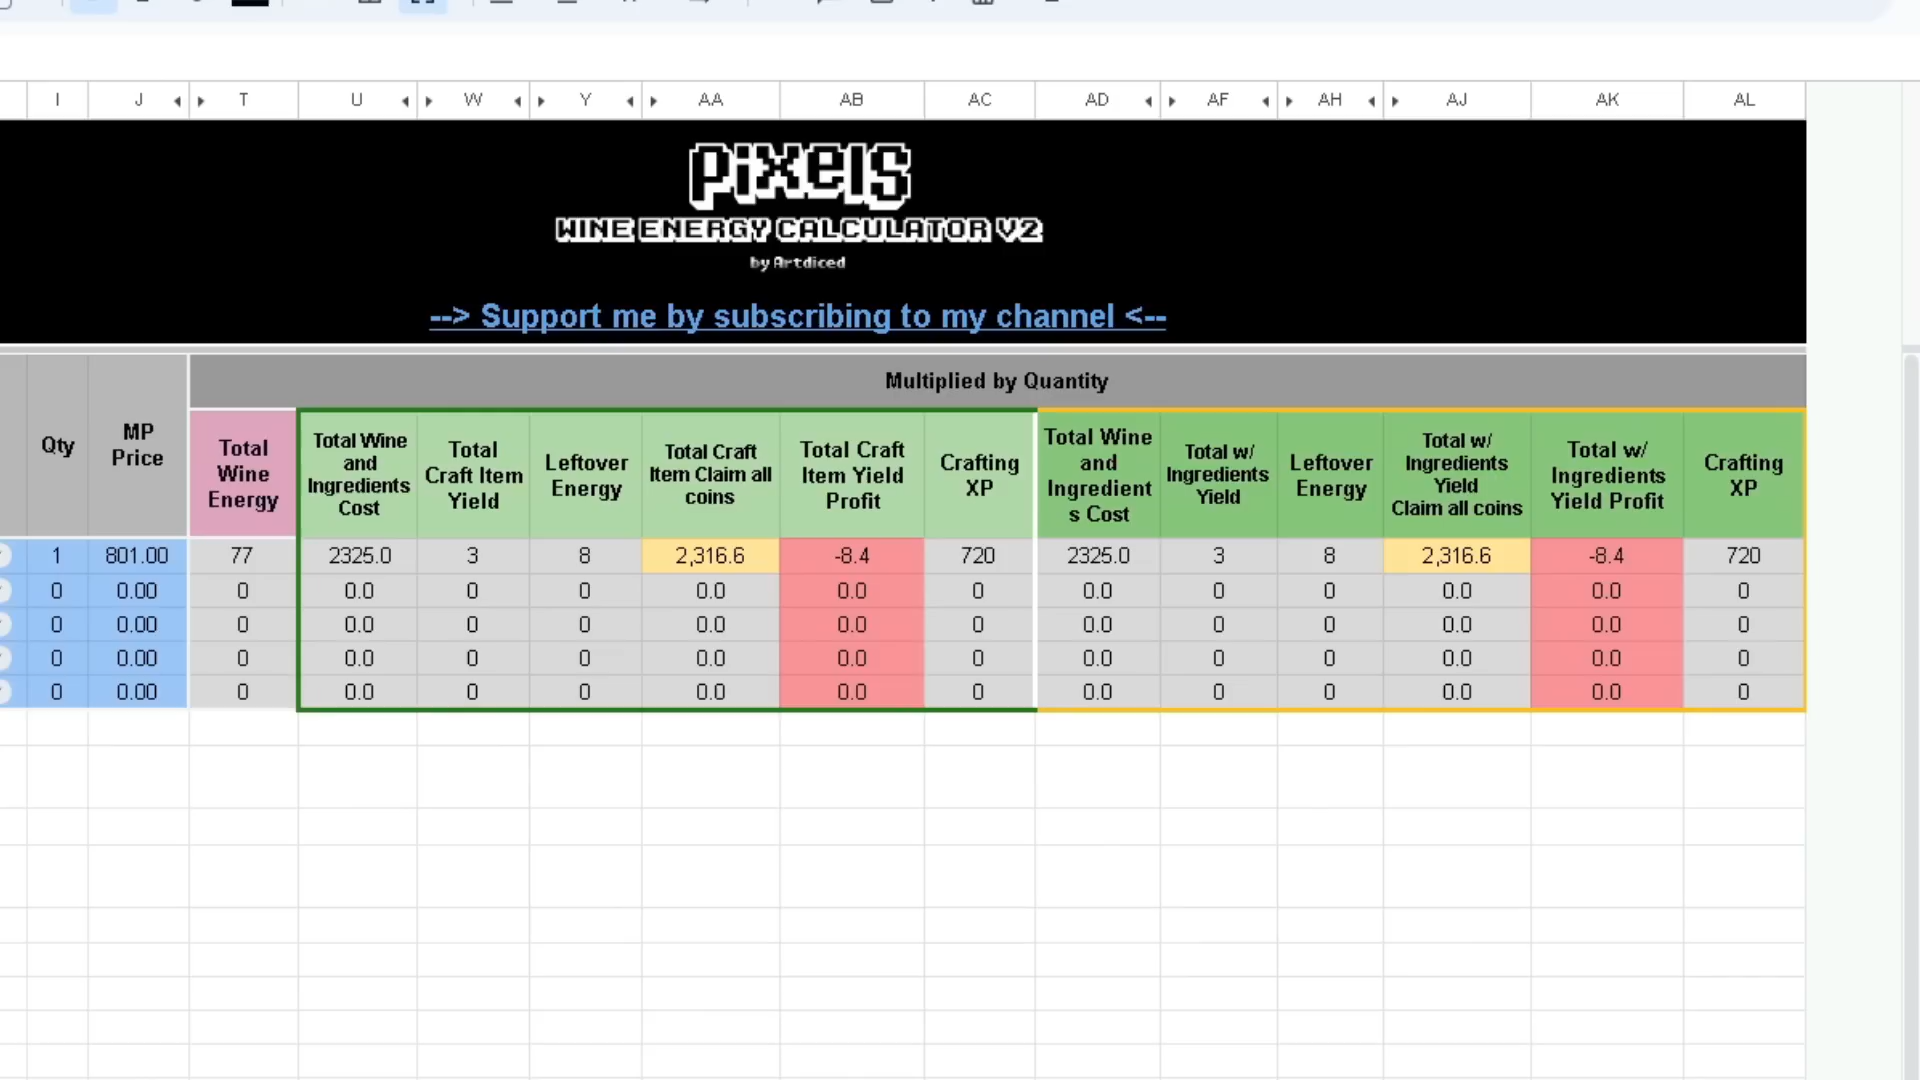 I J T U W Y AA AB AC AD AF AH AJ AK AL
pixels
WINE ENERGY CALCULATOR V2
by Artdiced
--> Support me by subscribing to my channel <--
Multiplied by Quantity
Qty
MP
Price
Total
Wine
Energy
Total Wine
and
Ingredients
Cost
Total
Craft Item
Yield
Leftover
Energy
Total Craft
Item Claim all
coins
Total Craft
Item Yield
Profit
Crafting
XP
Total Wine
and
Ingredient
s Cost
Total w/
Ingredients
Yield
Leftover
Energy
Total w/
Ingredients
Yield
Claim all coins
Total w/
Ingredients
Yield Profit
Crafting
XP
1 801.00 77 2325.0 3 8 2,316.6 -8.4 720 2325.0 3 8 2,316.6 -8.4 720
0 0.00 0 0.0 0 0 0.0 0.0 0 0.0 0 0 0.0 0.0 0
0 0.00 0 0.0 0 0 0.0 0.0 0 0.0 0 0 0.0 0.0 0
0 0.00 0 0.0 0 0 0.0 0.0 0 0.0 0 0 0.0 0.0 0
0 0.00 0 0.0 0 0 0.0 0.0 0 0.0 0 0 0.0 0.0 0